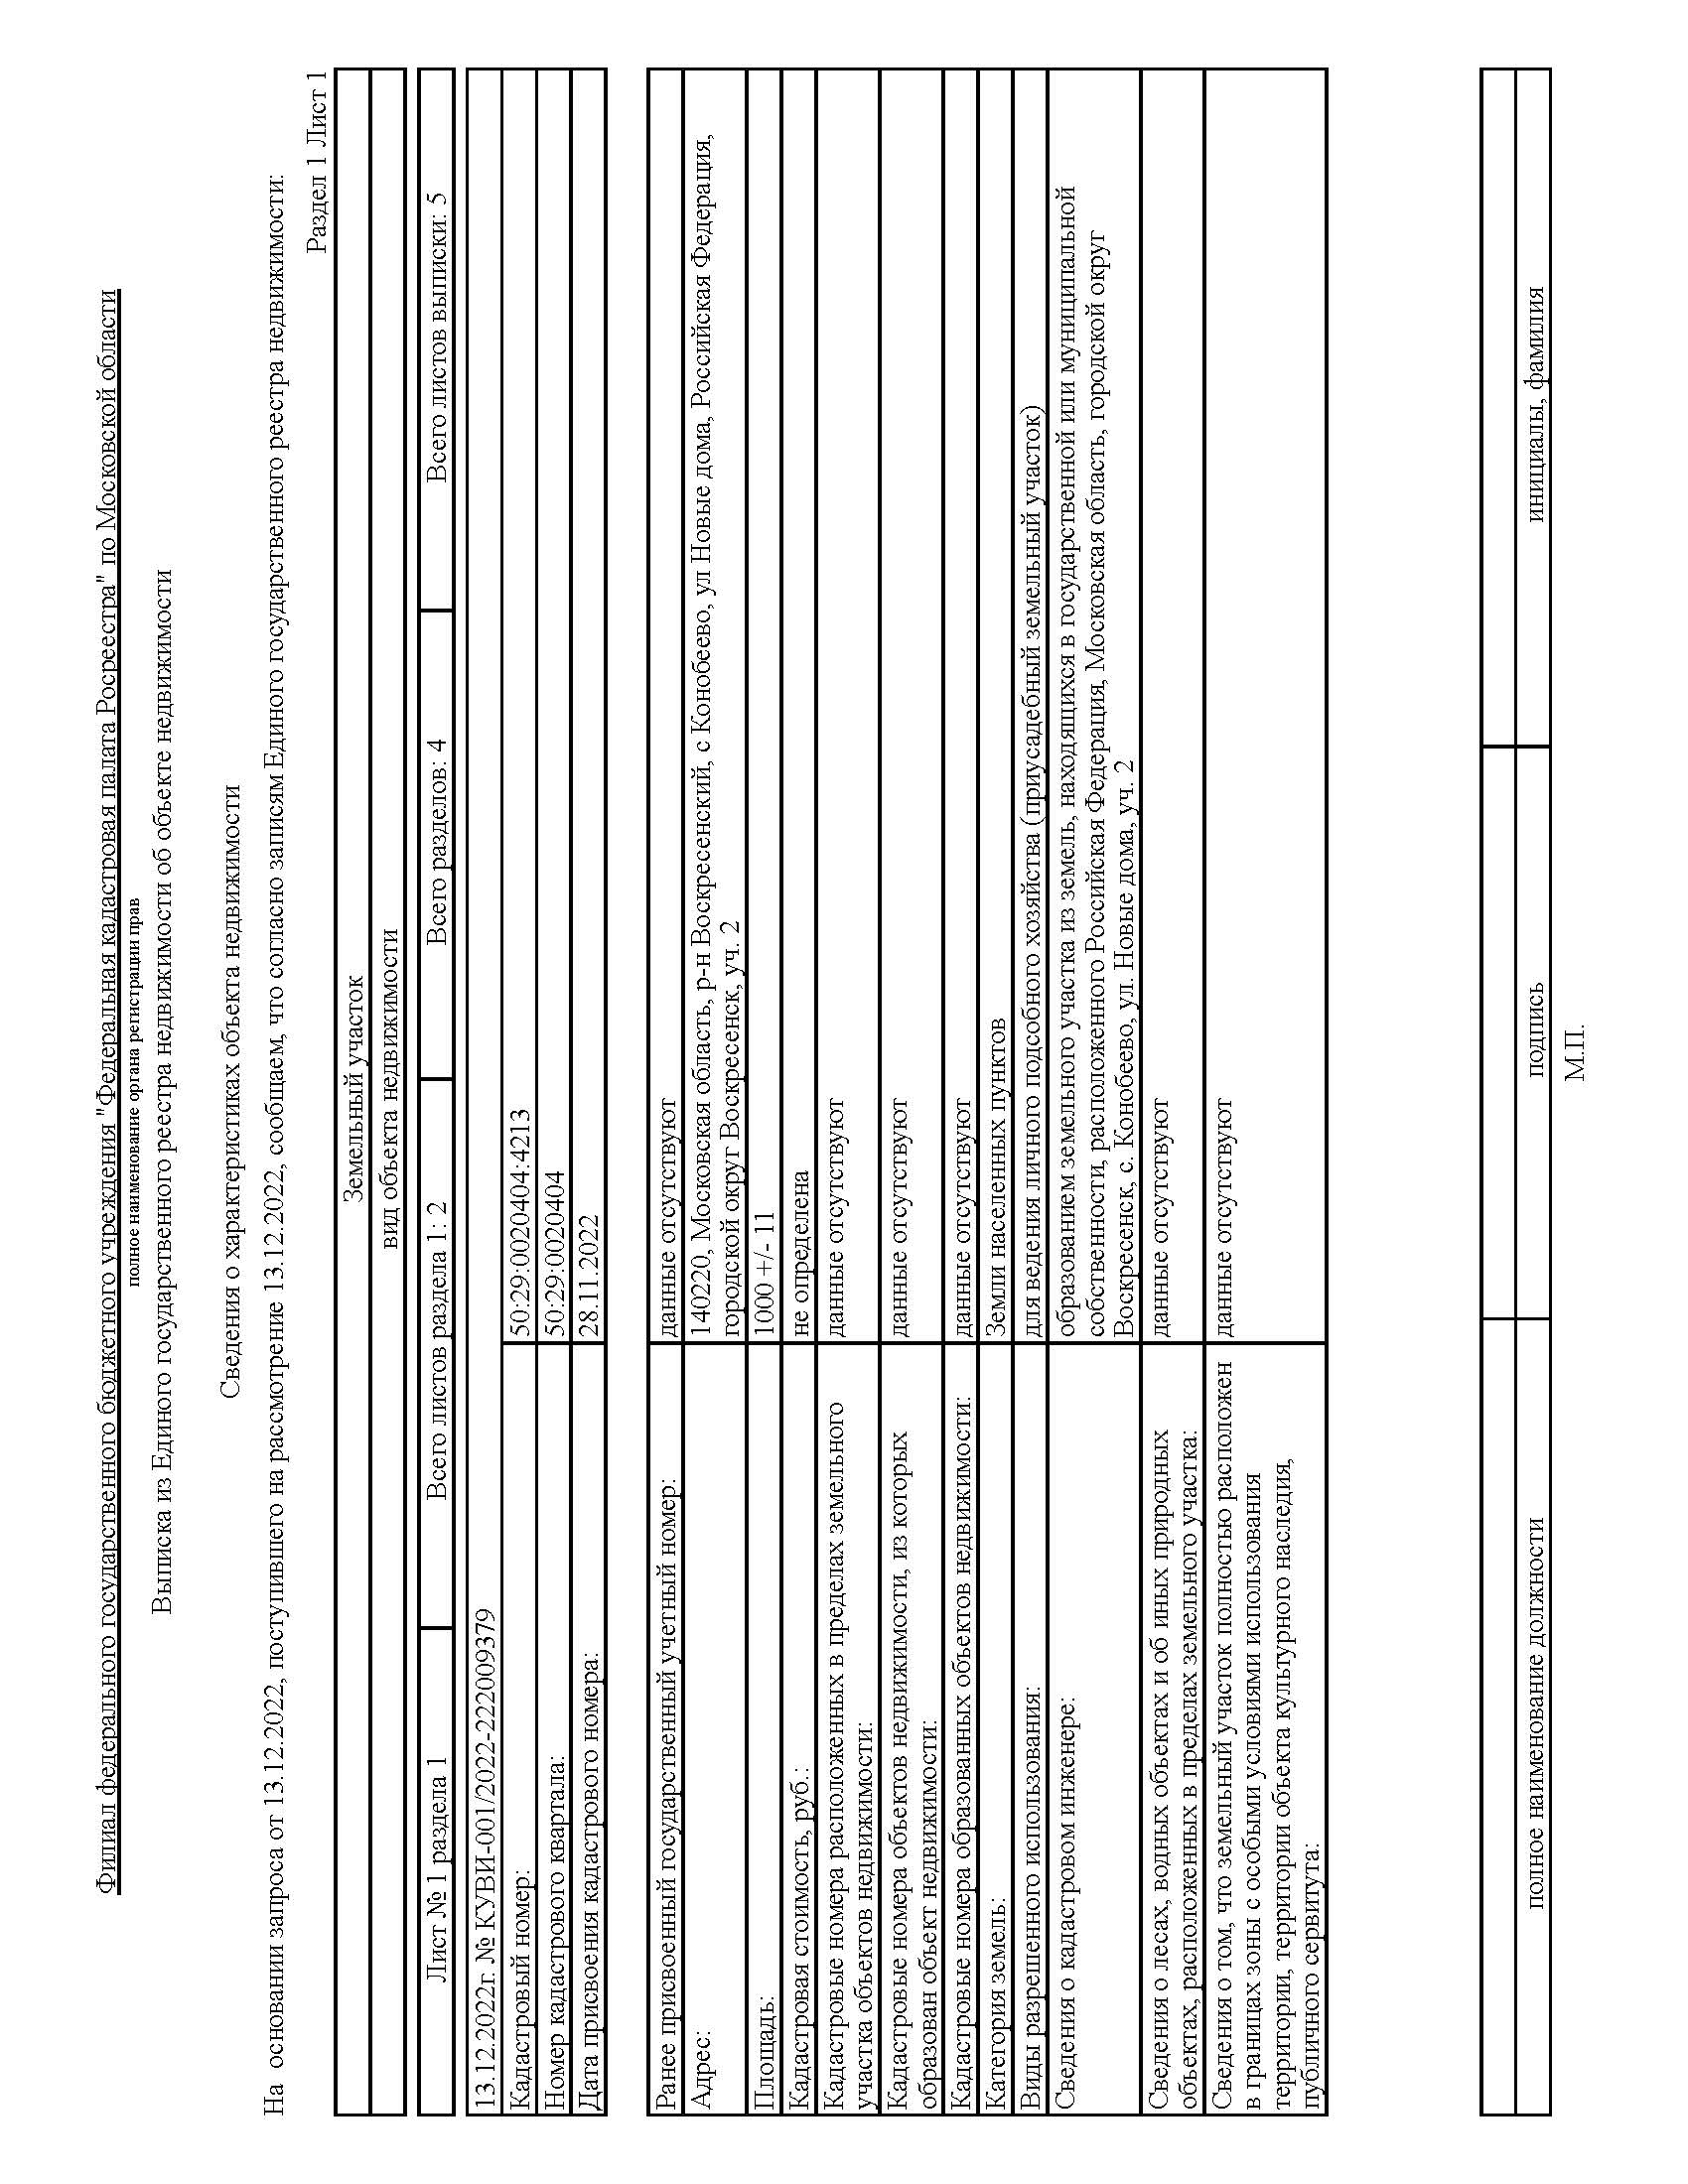 Филиал федерального государственного бюджетного учреждения "Федеральная кадастровая палата Росреестра" по Московской области
полное наименование органа регистрации прав
Выписка из Единого государственного реестра недвижимости об объекте недвижимости
Сведения о характеристиках объекта недвижимости
На основании запроса от 13.12.2022, поступившего на рассмотрение 13.12.2022, сообщаем, что согласно записям Единого государственного реестра недвижимости:
Раздел 1 Лист 1
Земельный участок
вид объекта недвижимости
Лист № 1 раздела 1 Всего листов раздела 1: 2 Всего разделов: 4 Всего листов выписки: 5
13.12.2022г. № КУВИ-001/2022-222009379
Кадастровый номер: 50:29:0020404:4213
Номер кадастрового квартала: 50:29:0020404
Дата присвоения кадастрового номера: 28.11.2022
Ранее присвоенный государственный учетный номер: данные отсутствуют
Адрес: 140220, Московская область, р-н Воскресенский, с Конобеево, ул Новые дома, Российская Федерация,
городской округ Воскресенск, уч. 2
Площадь: 1000 +/- 11
Кадастровая стоимость, руб.: не определена
Кадастровые номера расположенных в пределах земельного данные отсутствуют
участка объектов недвижимости:
Кадастровые номера объектов недвижимости, из которых данные отсутствуют
образован объект недвижимости:
Кадастровые номера образованных объектов недвижимости: данные отсутствуют
Категория земель: Земли населенных пунктов
Виды разрешенного использования: для ведения личного подсобного хозяйства (приусадебный земельный участок)
Сведения о кадастровом инженере: образованием земельного участка из земель, находящихся в государственной или муниципальной
собственности, расположенного Российская Федерация, Московская область, городской округ
Воскресенск, с. Конобеево, ул. Новые дома, уч. 2
Сведения о лесах, водных объектах и об иных природных данные отсутствуют
объектах, расположенных в пределах земельного участка:
Сведения о том, что земельный участок полностью расположен данные отсутствуют
в границах зоны с особыми условиями использования
территории, территории объекта культурного наследия,
публичного сервитута:
полное наименование должности подпись инициалы, фамилия
М.П.